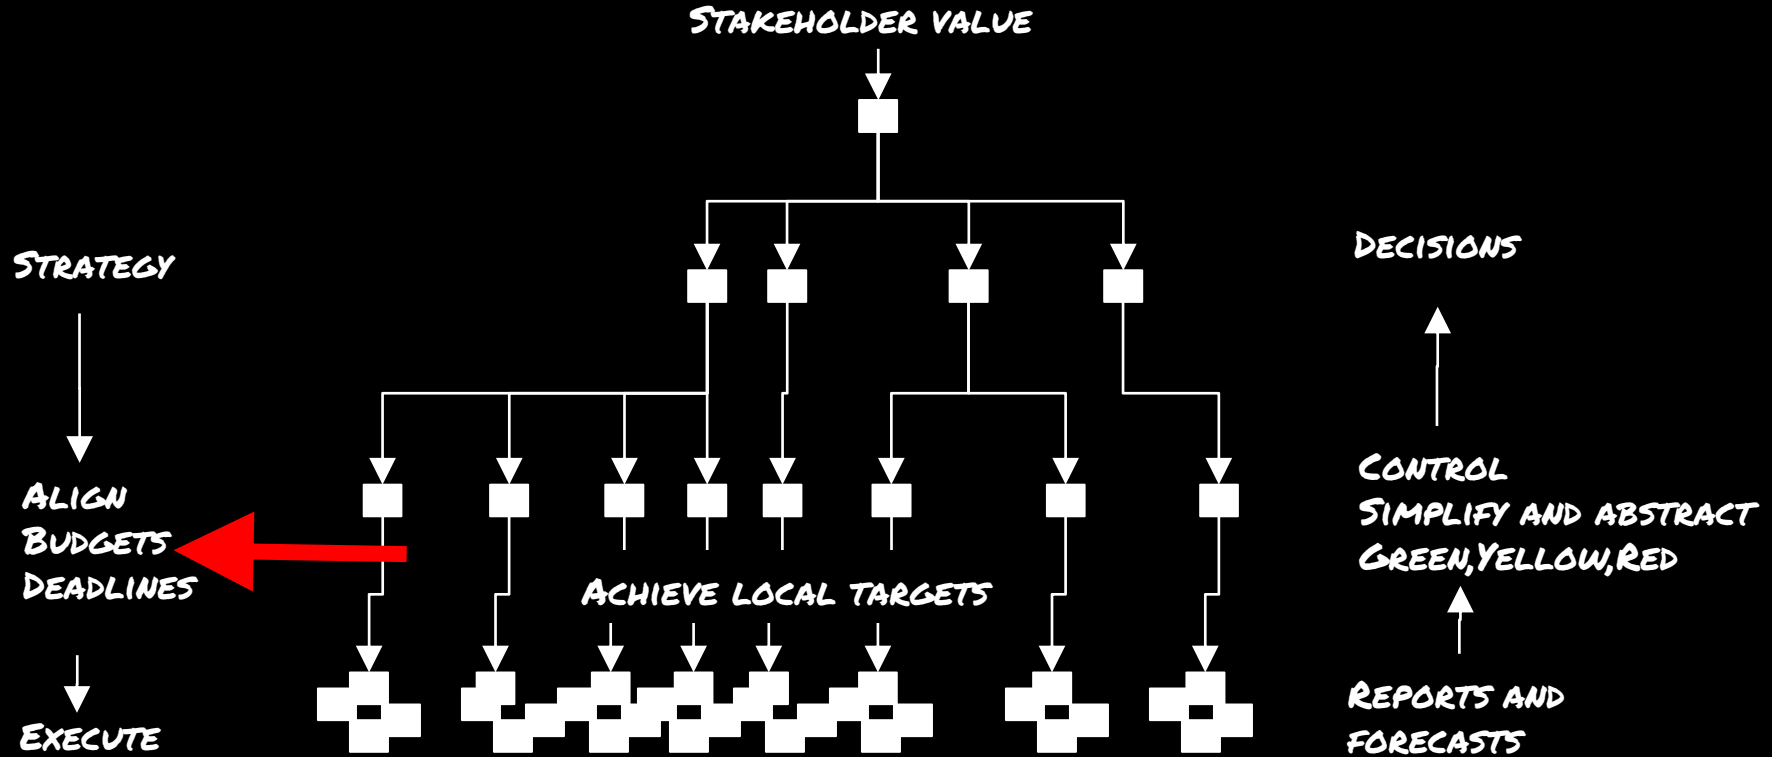 Stakeholder value
Strategy
Align
Budgets
Deadlines
Execute
Achieve local targets
Decisions
Control
Simplify and abstract
Green,Yellow,Red
Reports and
forecasts